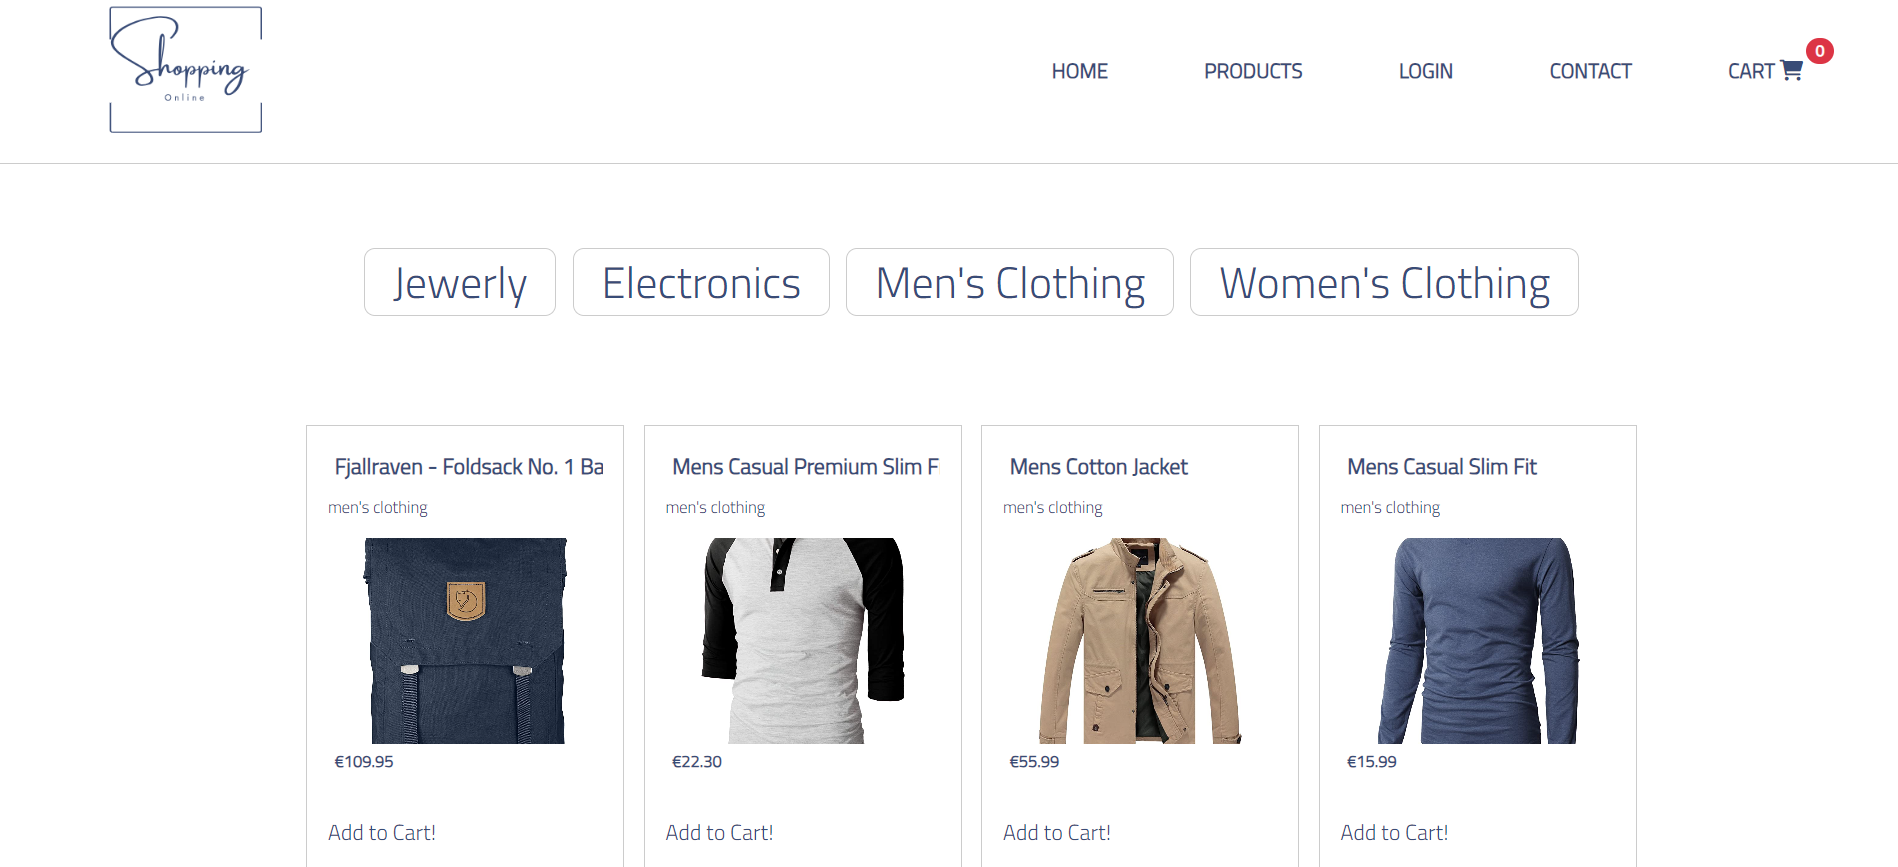 Shopping
Online
HOME PRODUCTS LOGIN CONTACT CART 0
Jewerly Electronics Men's Clothing Women's Clothing
Fjallraven - Foldsack No. 1 Ba
men's clothing
€109.95
Add to Cart!
Mens Casual Premium Slim F
men's clothing
€22.30
Add to Cart!
Mens Cotton Jacket
men's clothing
€55.99
Add to Cart!
Mens Casual Slim Fit
men's clothing
€15.99
Add to Cart!